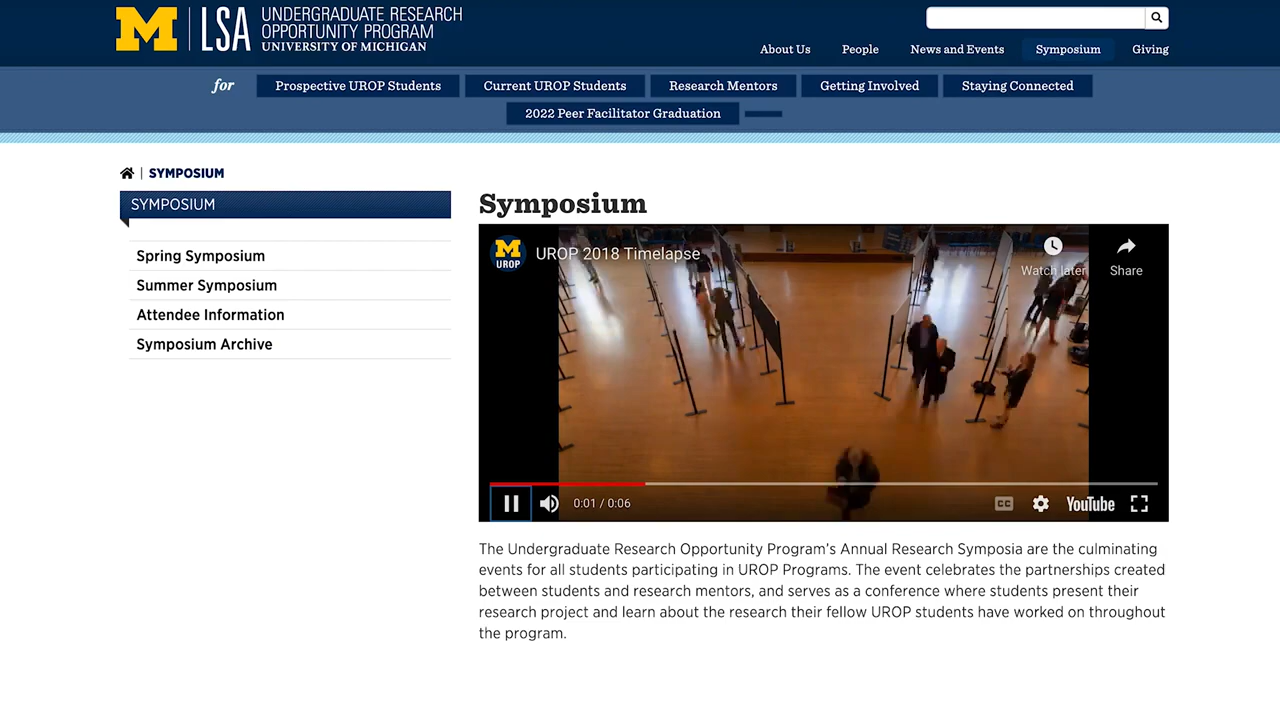 M LSA UNDERGRADUATE RESEARCH
OPPORTUNITY PROGRAM
UNIVERSITY OF MICHIGAN
About Us People News and Events Symposium Giving
for Prospective UROP Students Current UROP Students Research Mentors Getting Involved Staying Connected
2022 Peer Facilitator Graduation
| SYMPOSIUM
SYMPOSIUM
Spring Symposium
Summer Symposium
Attendee Information
Symposium Archive
Symposium
M UROP UROP 2018 Timelapse
Watch later Share
0:01 / 0:06 CC YouTube
The Undergraduate Research Opportunity Program's Annual Research Symposia are the culminating
events for all students participating in UROP Programs. The event celebrates the partnerships created
between students and research mentors, and serves as a conference where students present their
research project and learn about the research their fellow UROP students have worked on throughout
the program.